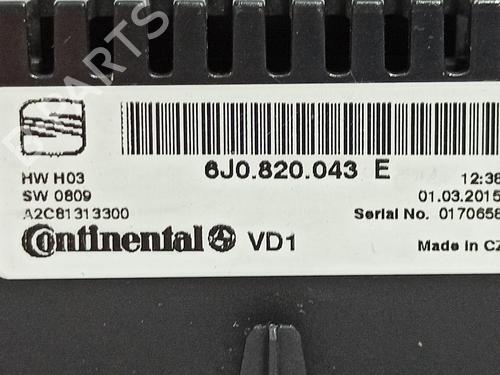 6J0.820.043 E
HW H03
12:38
SW 0809
01.03.2015
A2C81313300
Serial No. 0170658
Continental VD1
Made in CZ
PARTS